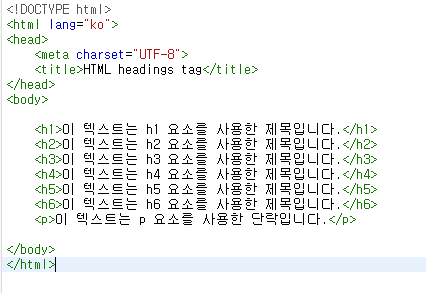 <!DOCTYPE html>
<html lang="ko">
<head>
    <meta charset="UTF-8">
    <title>HTML headings tag</title>
</head>
<body>

    <h1>이 텍스트는 h1 요소를 사용한 제목입니다.</h1>
    <h2>이 텍스트는 h2 요소를 사용한 제목입니다.</h2>
    <h3>이 텍스트는 h3 요소를 사용한 제목입니다.</h3>
    <h4>이 텍스트는 h4 요소를 사용한 제목입니다.</h4>
    <h5>이 텍스트는 h5 요소를 사용한 제목입니다.</h5>
    <h6>이 텍스트는 h6 요소를 사용한 제목입니다.</h6>
    <p>이 텍스트는 p 요소를 사용한 단락입니다.</p>

</body>
</html>